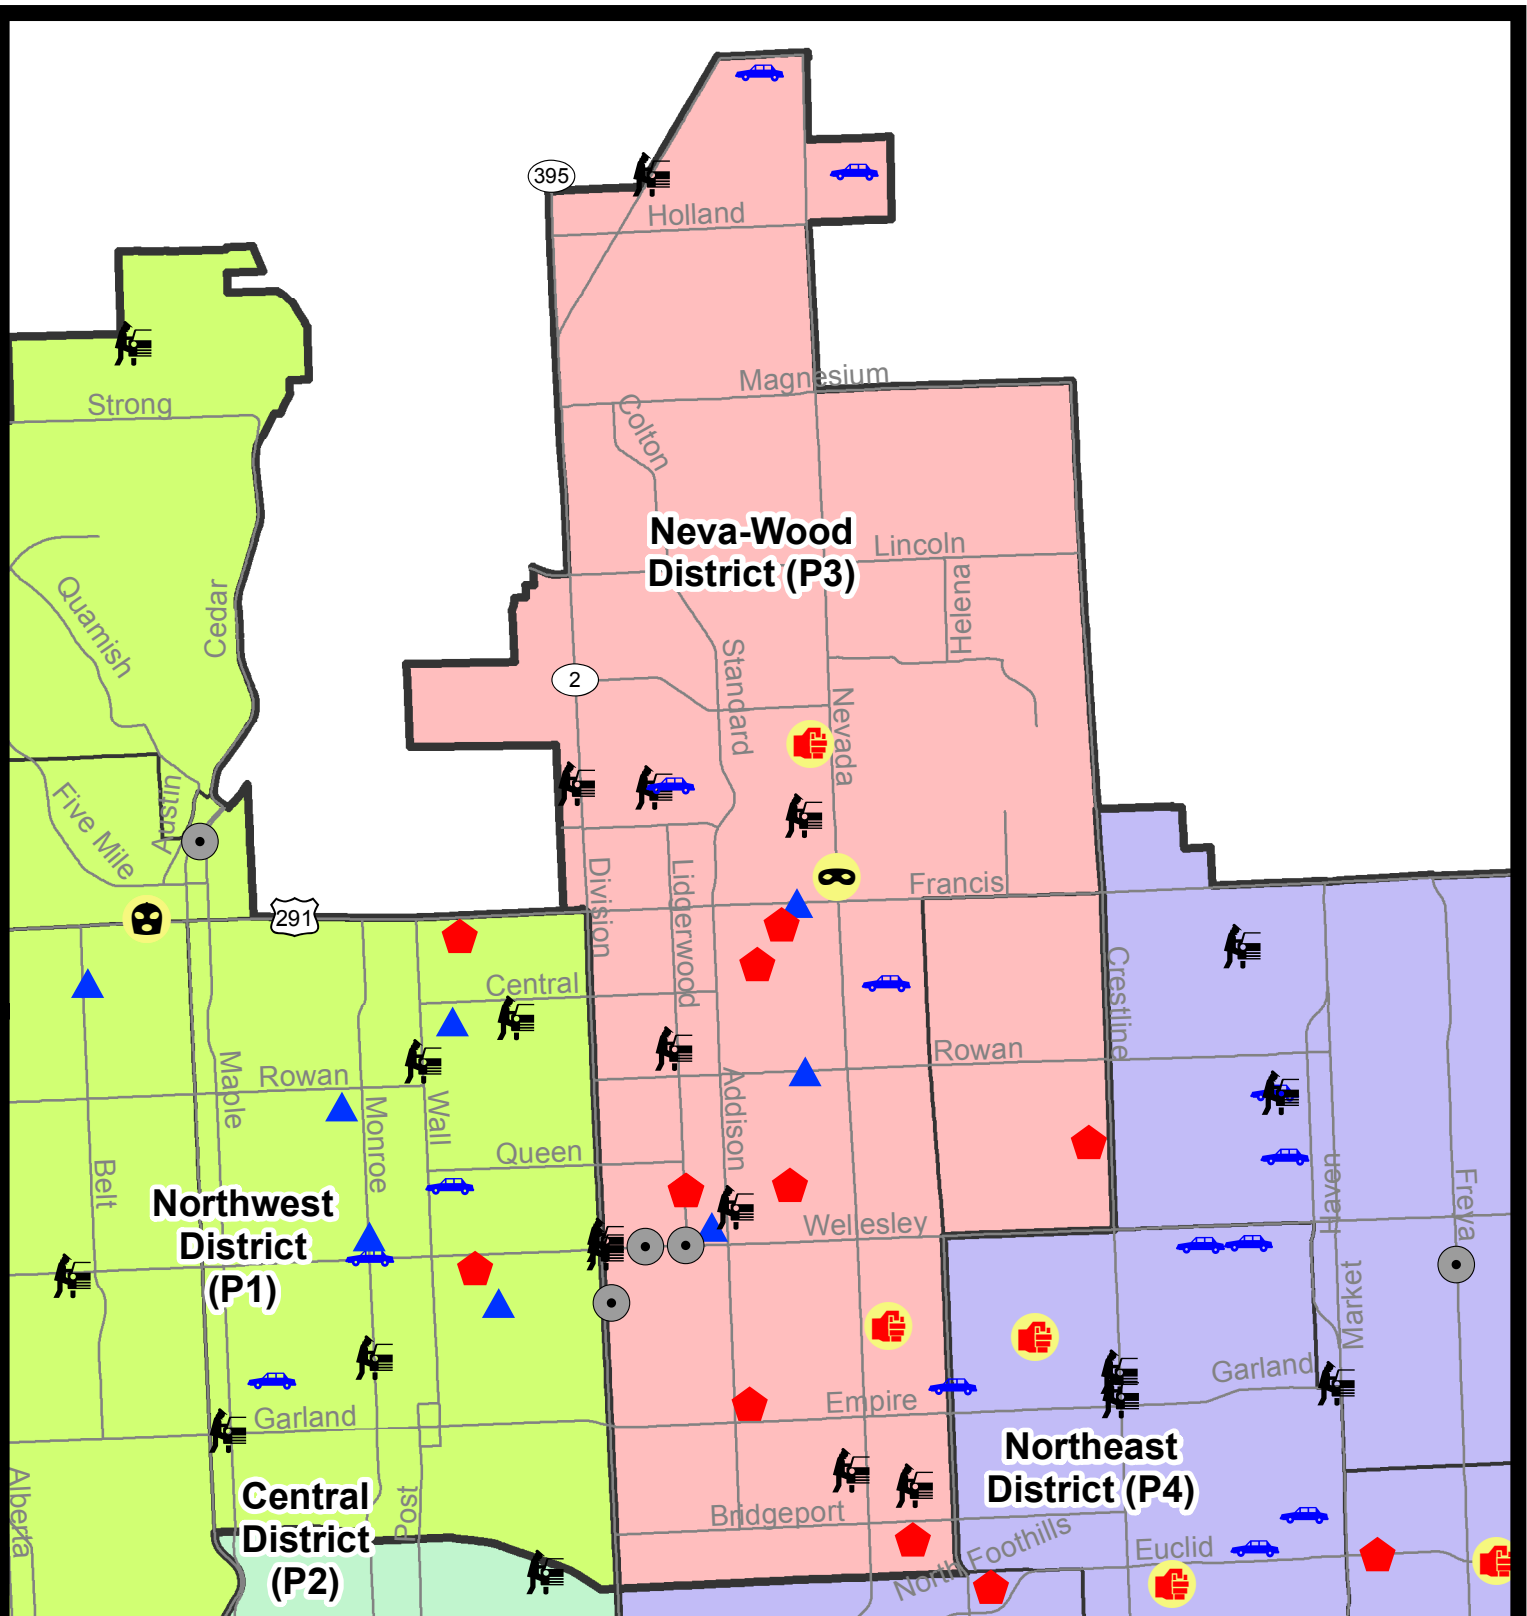 395
Holland
Magnesium
Strong
Colton
Neva-Wood
District (P3)
Lincoln
Helena
Quamish
Cedar
Standard
2
Nevada
Five Mile
Austin
Division
Lidgerwood
Francis
291
Central
Crestline
Rowan
Rowan
Maple
Monroe
Wall
Addison
Queen
Belt
Haven
Freya
Northwest
District
(P1)
Wellesley
Market
Garland
Empire
Garland
Northeast
District (P4)
Alberta
Central
District
(P2)
Post
Bridgeport
North Foothills
Euclid